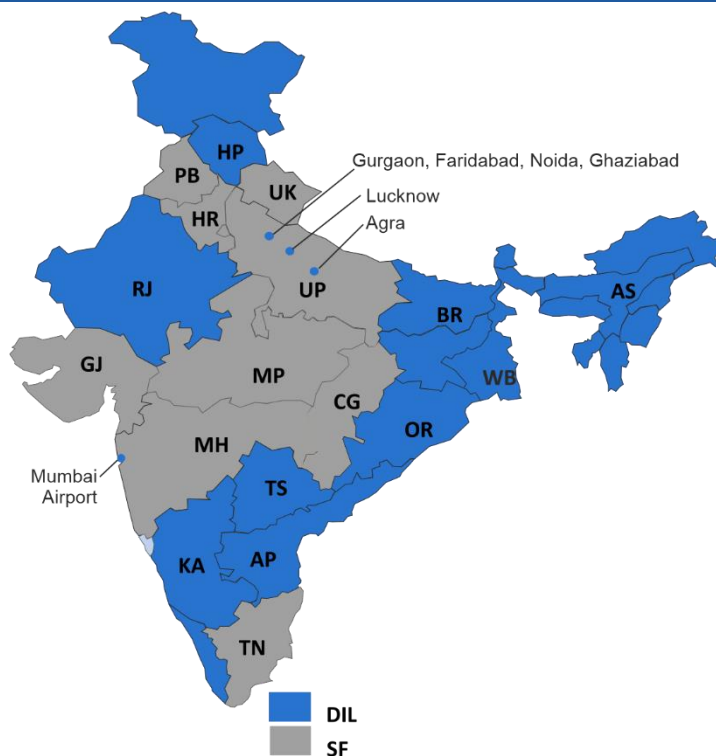 HP
PB
UK
Gurgaon, Faridabad, Noida, Ghaziabad
Lucknow
Agra
HR
RJ
UP
BR
AS
GJ
MP
WB
CG
OR
MH
Mumbai
Airport
TS
KA
AP
TN
DIL
SF